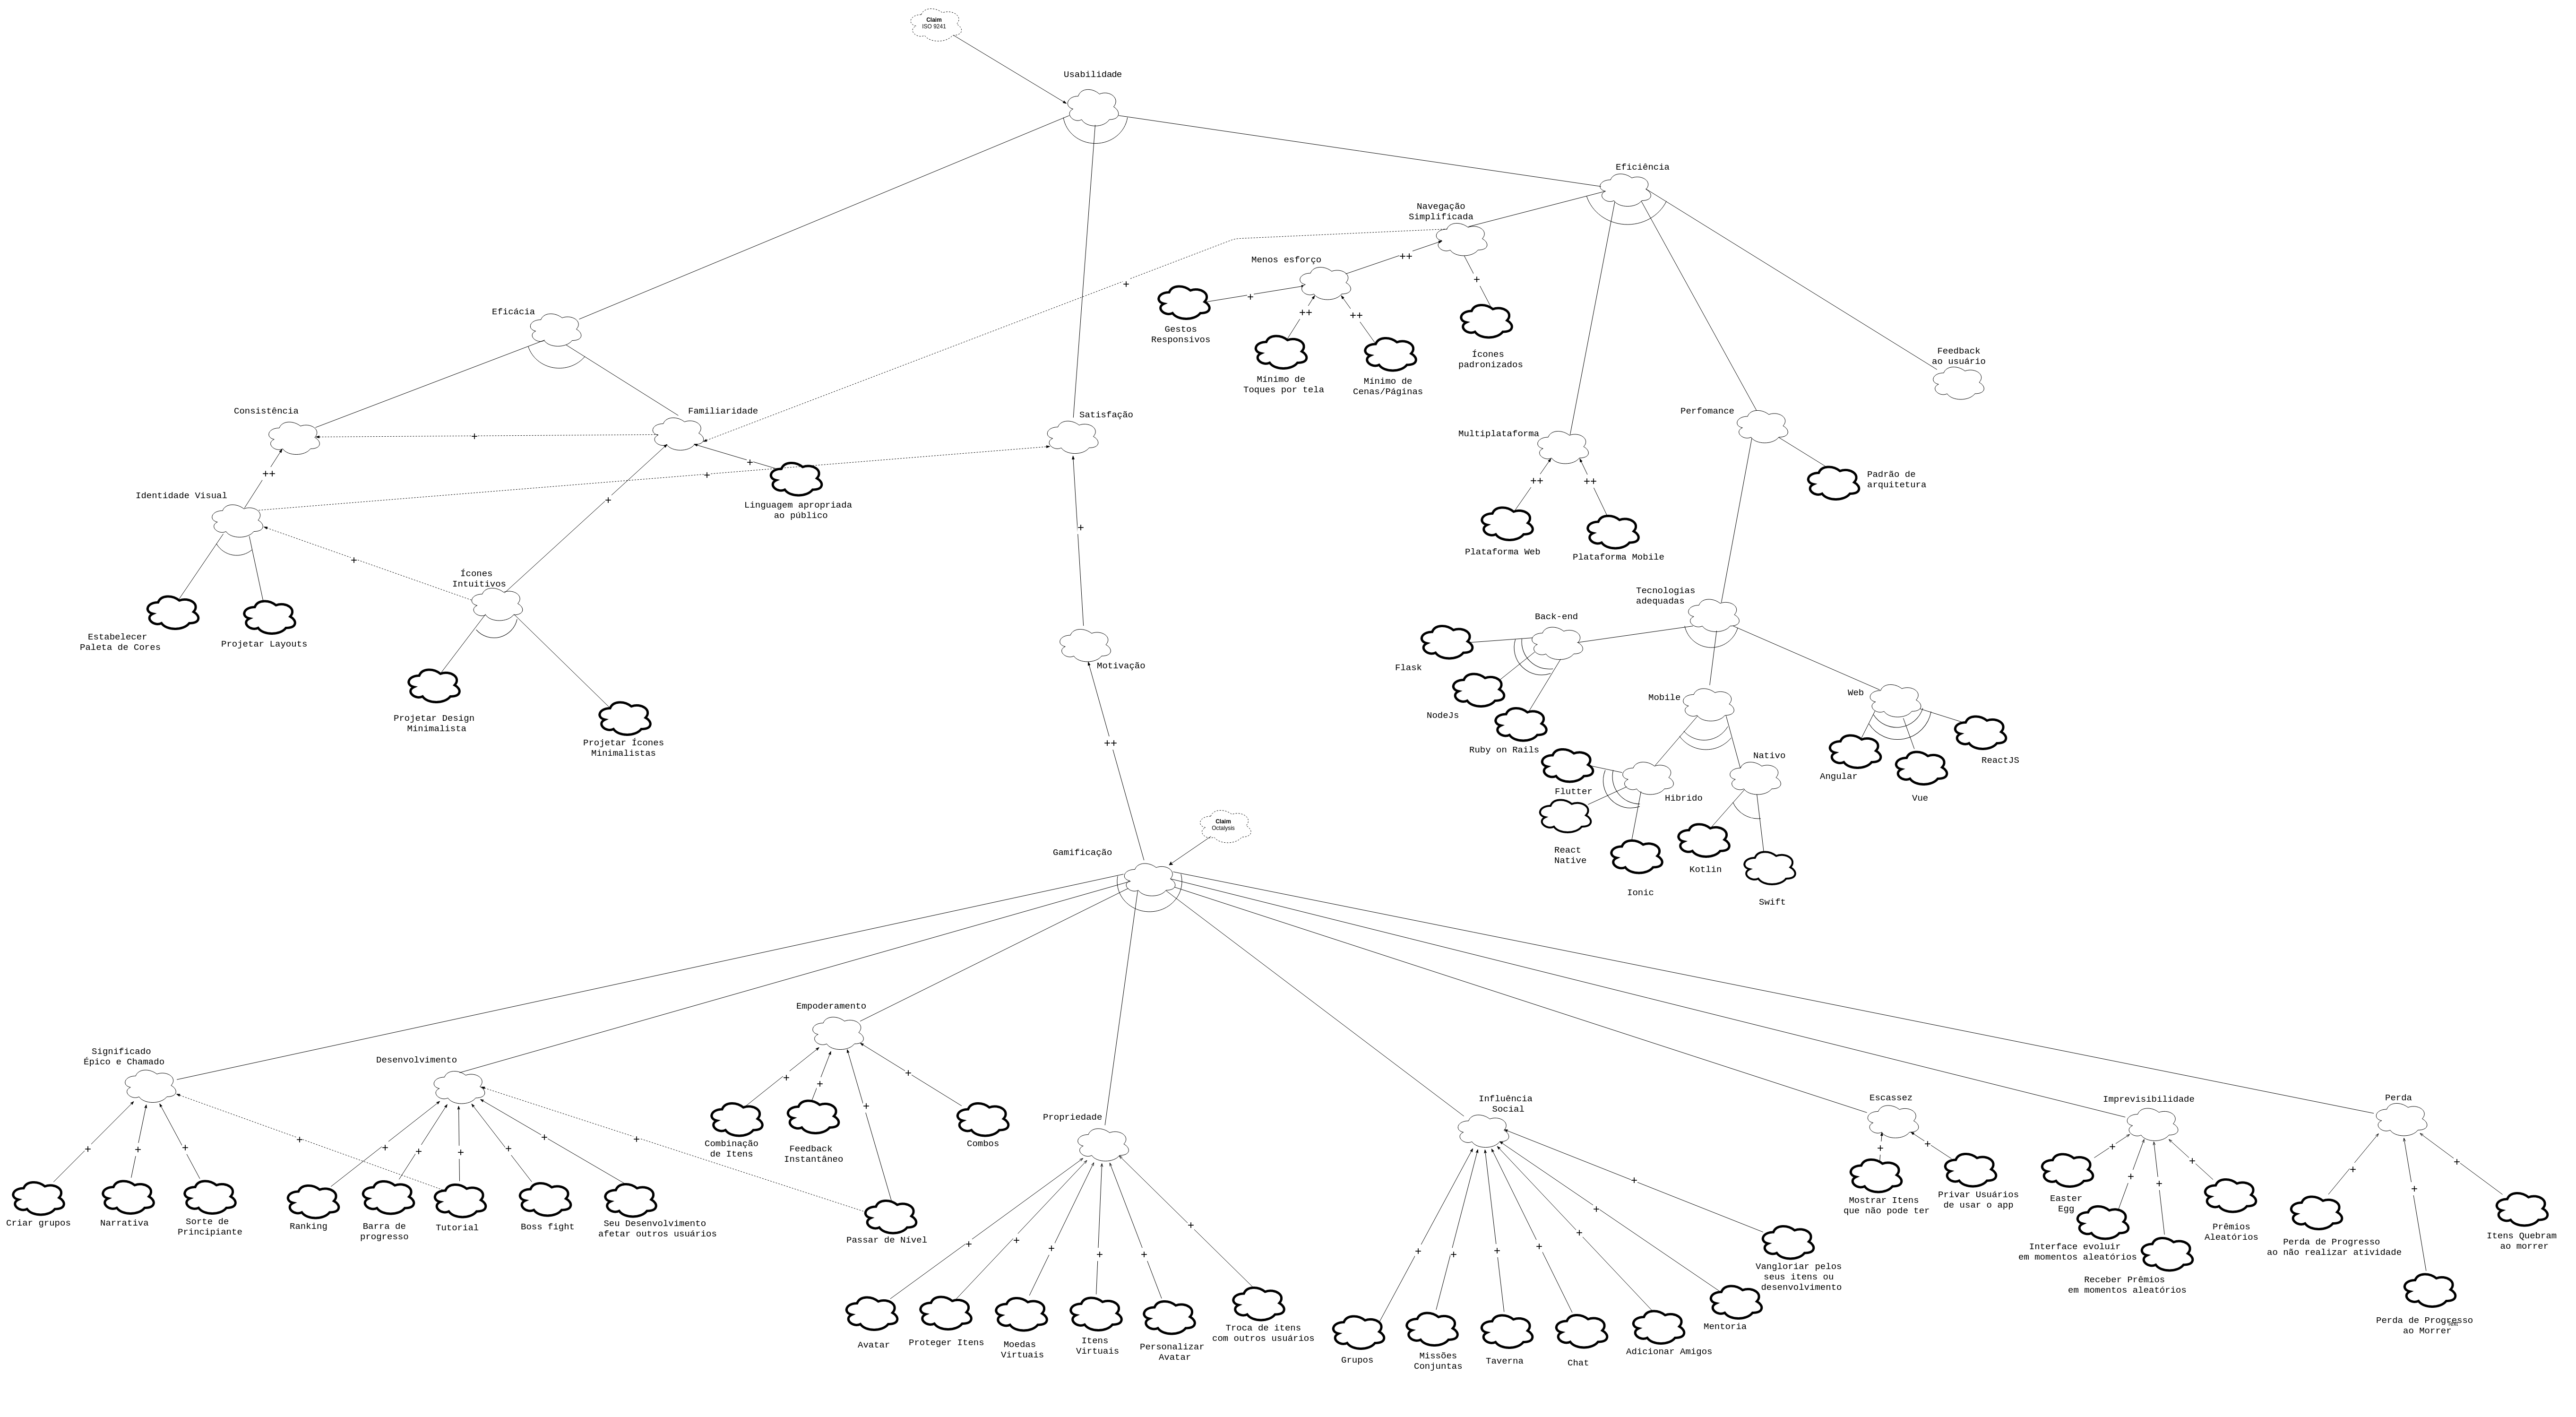 Claim
ISO 9241
Usabilidade
Eficiência
Navegação
Simplificada
+
Menos esforço
++
+
+
Gestos
Responsivos
++
++
Mínimo de
Toques por tela
Mínimo de
Cenas/Páginas
Ícones
padronizados
Feedback
ao usuário
Eficácia
Consistência
Familiaridade
Satisfação
Perfomance
Multiplataforma
+
++
+
+
Identidade Visual
Linguagem apropriada
ao público
+
+
++
++
Padrão de
arquitetura
Plataforma Web
Plataforma Mobile
+
Ícones
Intuitivos
Estabelecer
Paleta de Cores
Projetar Layouts
Projetar Design
Minimalista
Projetar Ícones
Minimalistas
Motivação
++
Tecnologias
adequadas
Back-end
Flask
NodeJs
Ruby on Rails
Mobile
Web
Angular
Vue
ReactJS
Flutter
Hibrido
Nativo
React
Native
Ionic
Kotlin
Swift
Claim
Octalysis
Gamificação
Empoderamento
Significado
Épico e Chamado
Desenvolvimento
Propriedade
Influência
Social
Escassez
Imprevisibilidade
Perda
+
+
+
+
+
+
+
+
+
+
+
+
+
+
Combinação
de Itens
Feedback
Instantâneo
Combos
Criar grupos
Narrativa
Sorte de
Principiante
Ranking
Barra de
progresso
Tutorial
Boss fight
Seu Desenvolvimento
afetar outros usuários
Passar de Nível
+
+
+
+
+
+
Avatar
Proteger Itens
Moedas
Virtuais
Itens
Virtuais
Personalizar
Avatar
Troca de itens
com outros usuários
+
+
+
+
+
+
+
Grupos
Missões
Conjuntas
Taverna
Chat
Adicionar Amigos
Mentoria
Vangloriar pelos
seus itens ou
desenvolvimento
+
+
Mostrar Itens
que não pode ter
Privar Usuários
de usar o app
+
+
+
+
Easter
Egg
Interface evoluir
em momentos aleatórios
Receber Prêmios
em momentos aleatórios
Prêmios
Aleatórios
+
+
+
Perda de Progresso
ao não realizar atividade
Perda de Progresso
ao Morrer
Itens Quebram
ao morrer